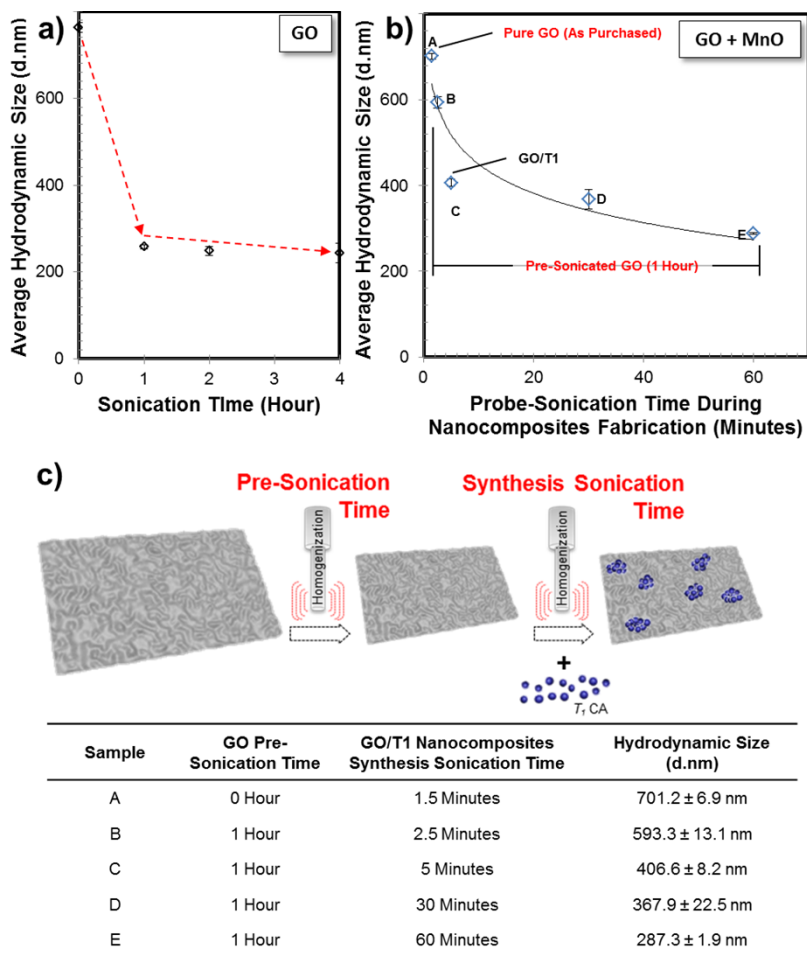 a)
GO
Average Hydrodynamic Size (d.nm)
600
400
200
0
0 1 2 3 4
Sonication TIme (Hour)
b)
GO + MnO
Average Hydrodynamic Size (d.nm)
800
600
400
200
0
0 20 40 60
Probe-Sonication Time During
Nanocomposites Fabrication (Minutes)
A
Pure GO (As Purchased)
B
GO/T1
C
D
E
Pre-Sonicated GO (1 Hour)
c)
Pre-Sonication
Time
Homogenization
Synthesis Sonication
Time
Homogenization
+
T1 CA
Sample GO Pre- GO/T1 Nanocomposites Hydrodynamic Size
Sonication Time Synthesis Sonication Time (d.nm)
A 0 Hour 1.5 Minutes 701.2 ± 6.9 nm
B 1 Hour 2.5 Minutes 593.3 ± 13.1 nm
C 1 Hour 5 Minutes 406.6 ± 8.2 nm
D 1 Hour 30 Minutes 367.9 ± 22.5 nm
E 1 Hour 60 Minutes 287.3 ± 1.9 nm